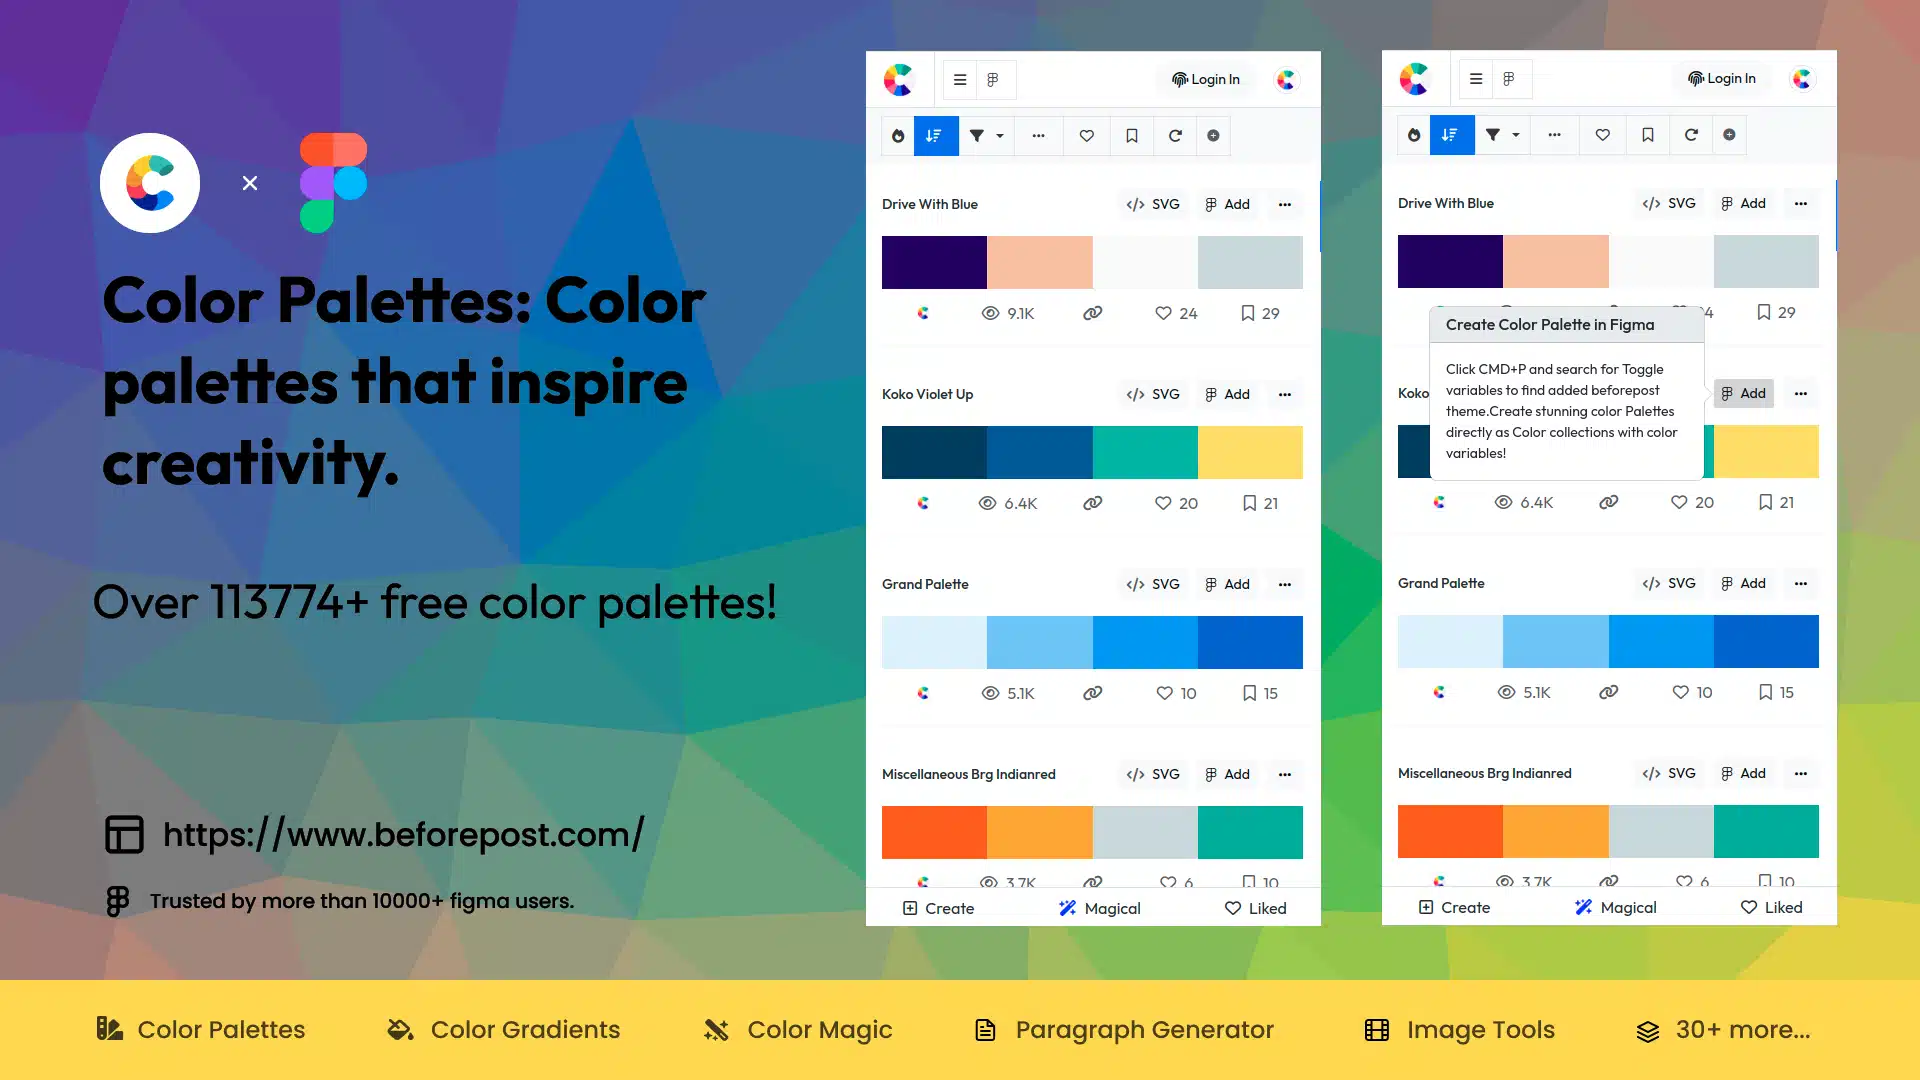 Color Palettes: Color
palettes that inspire
creativity.
Over 113774+ free color palettes!
https://www.beforepost.com/
Trusted by more than 10000+ figma users.
Login In
Drive With Blue
SVG
Add
9.1K
24
29
Koko Violet Up
SVG
Add
6.4K
20
21
Grand Palette
SVG
Add
5.1K
10
15
Miscellaneous Brg Indianred
SVG
Add
3.7K
6
10
Create
Magical
Liked
Login In
Drive With Blue
SVG
Add
29
Create Color Palette in Figma
Click CMD+P and search for Toggle
variables to find added beforepost
theme.Create stunning color Palettes
directly as Color collections with color
variables!
Koko
Add
6.4K
20
21
Grand Palette
SVG
Add
5.1K
10
15
Miscellaneous Brg Indianred
SVG
Add
3.7K
6
10
Create
Magical
Liked
Color Palettes
Color Gradients
Color Magic
Paragraph Generator
Image Tools
30+ more...